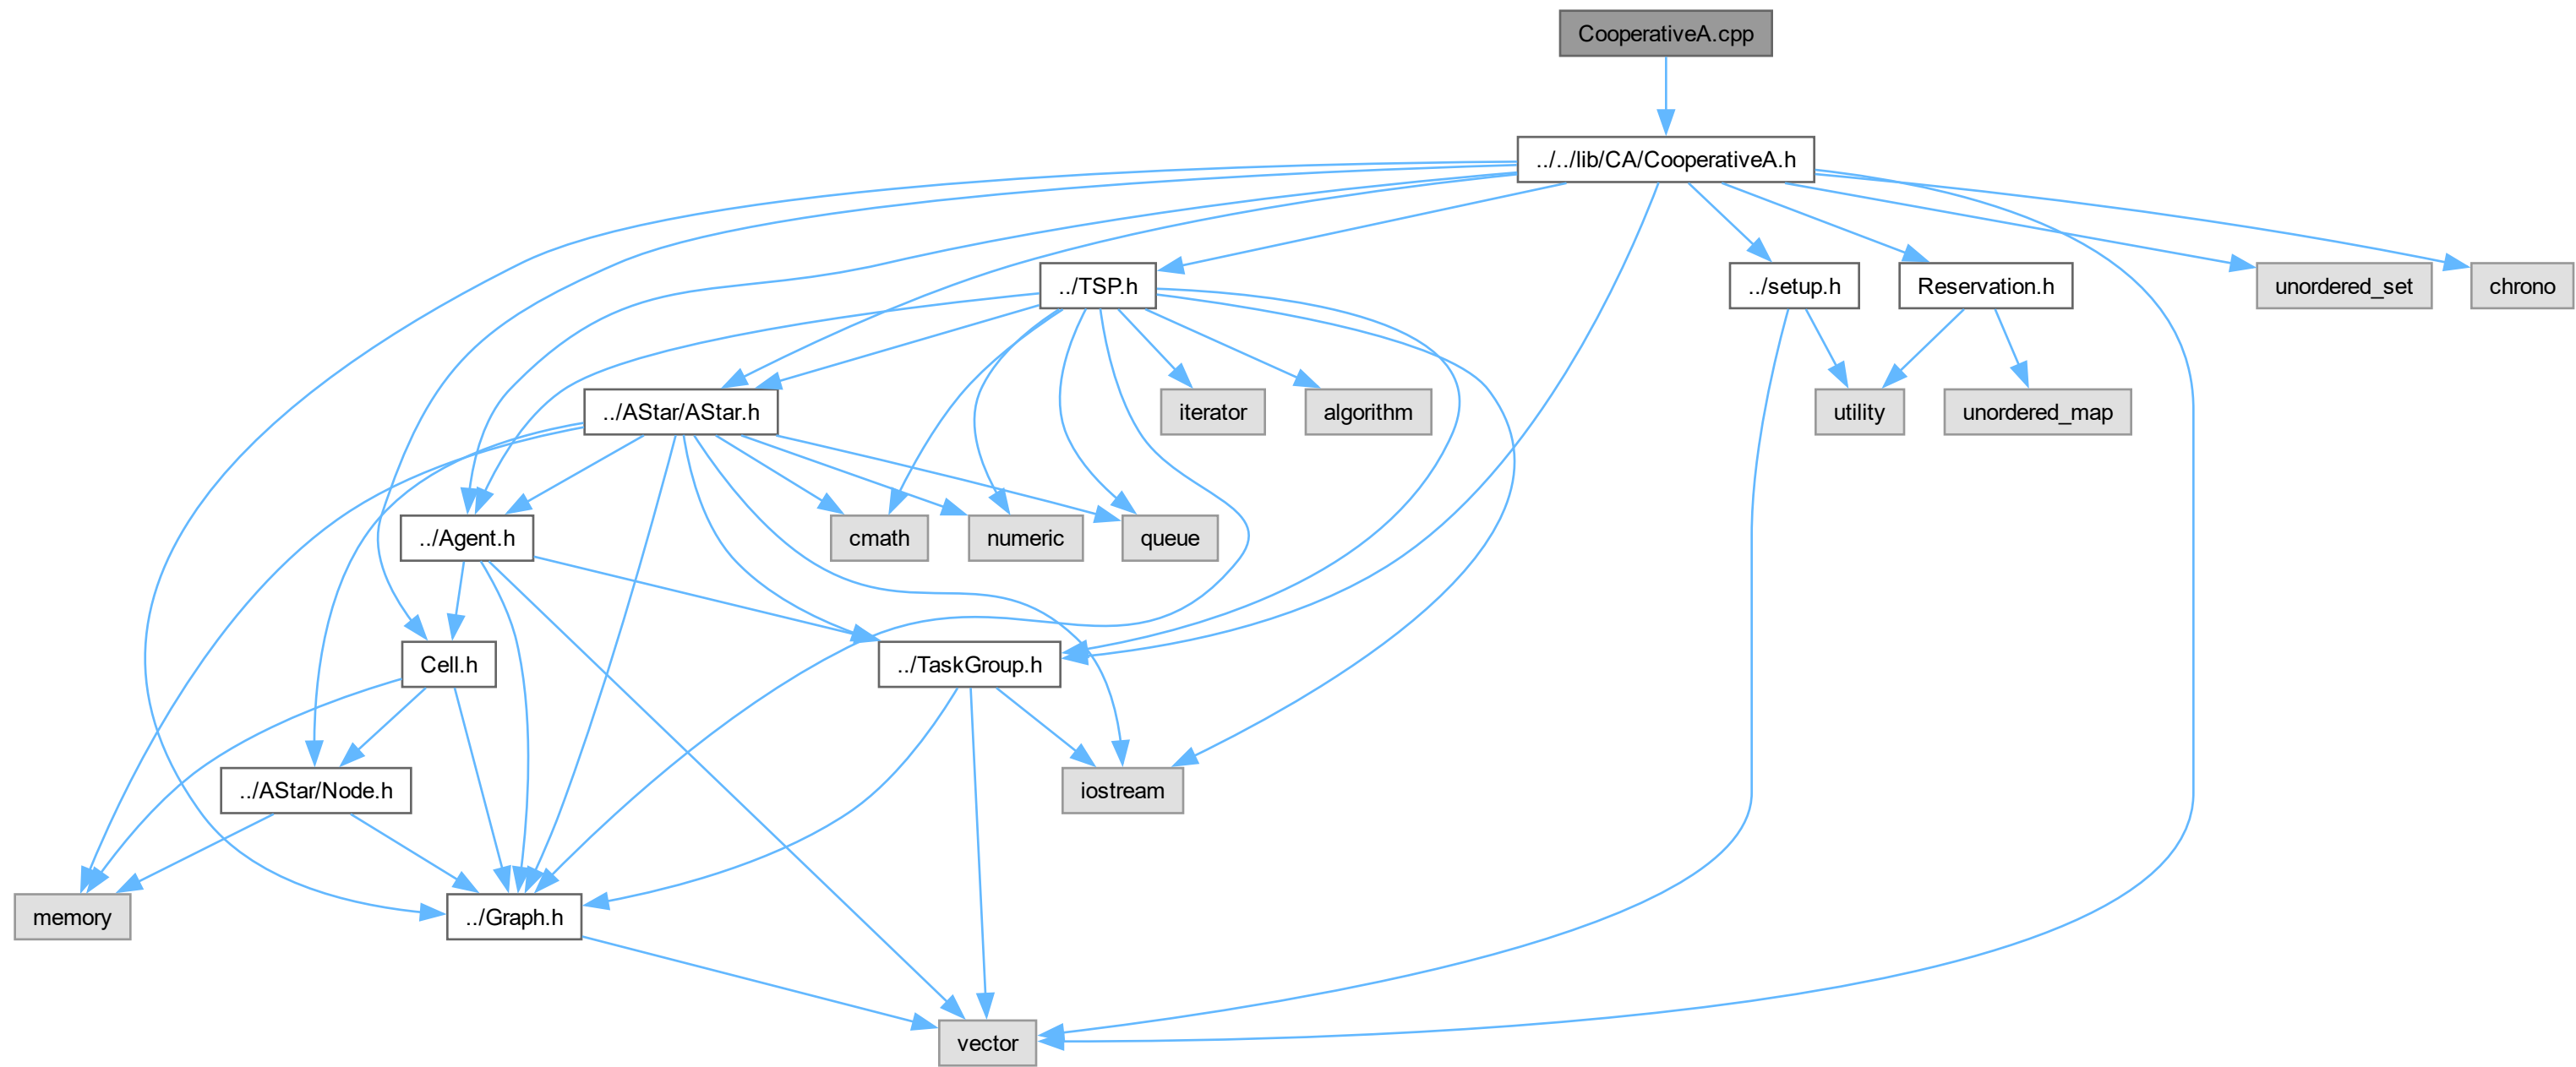 CooperativeA.cpp
../../lib/CA/CooperativeA.h
../TSP.h
../setup.h
Reservation.h
unordered_set
chrono
../AStar/AStar.h
iterator
algorithm
utility
unordered_map
../Agent.h
cmath
numeric
queue
Cell.h
../TaskGroup.h
../AStar/Node.h
iostream
memory
../Graph.h
vector